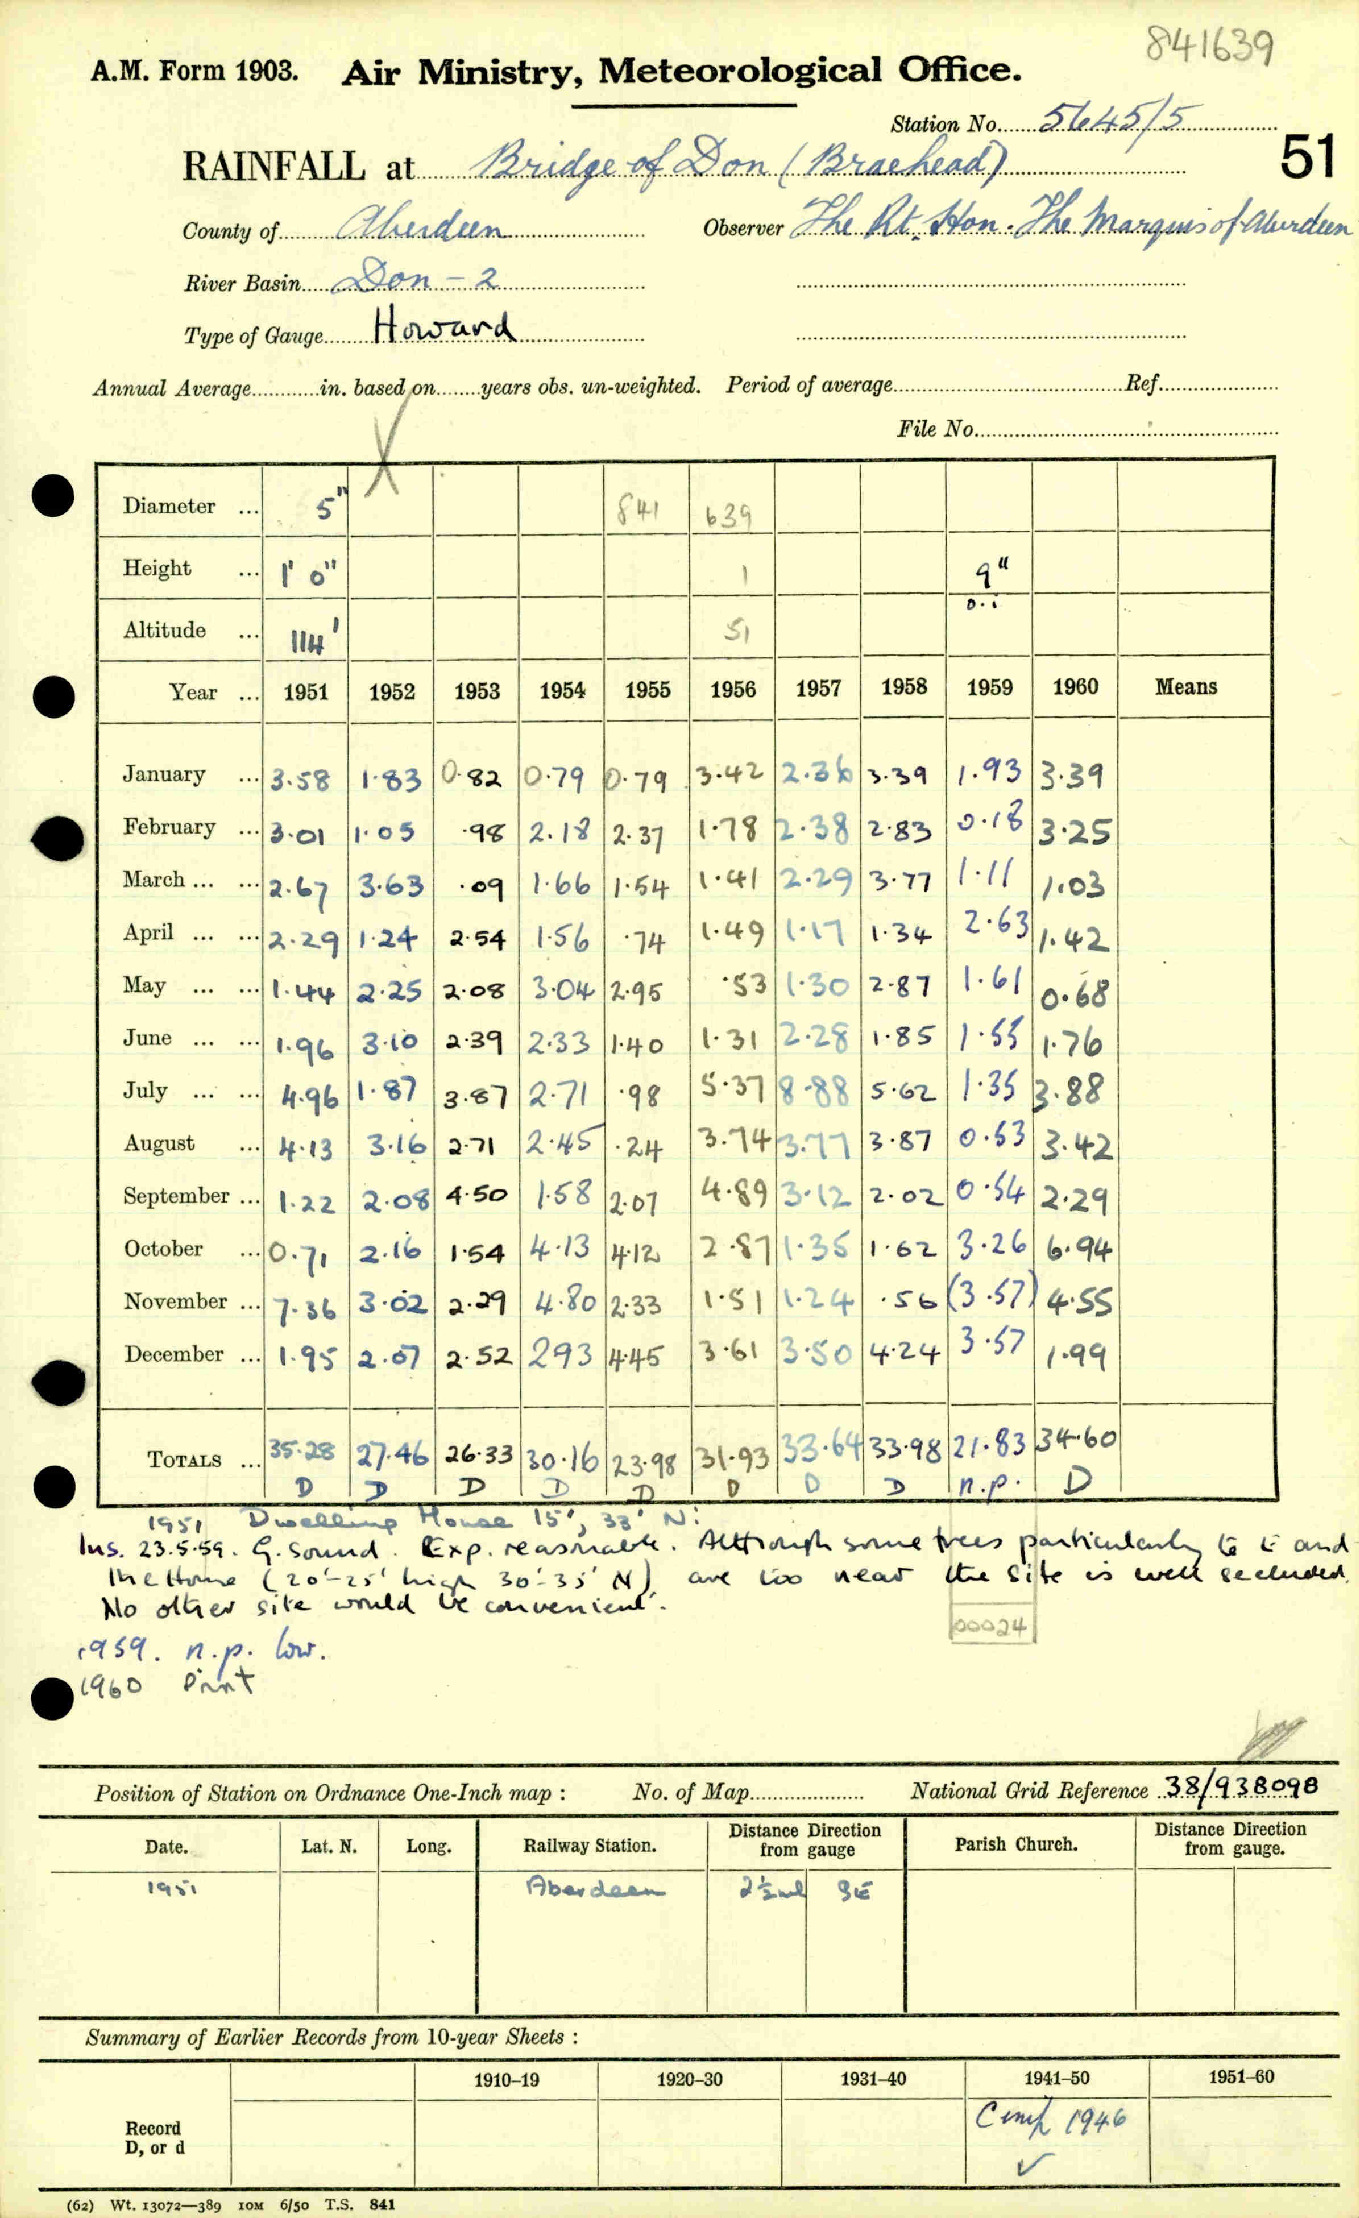 841639
A.M. Form 1903. Air Ministry, Meteorological Office.
Station No. 5645/5
RAINFALL at Bridge of Don (Braehead) 51
County of Aberdeen Observer The Rt. Hon. The Marquis of Aberdeen
River Basin Don - 2
Type of Gauge Howard
Annual Average in. based on years obs. un-weighted. Period of average Ref.
File No.
Diameter ... 5" 841 639
Height ... 1' 0" 1 9"
Altitude ... 114' 51 0.i
Year ... 1951 1952 1953 1954 1955 1956 1957 1958 1959 1960 Means
January ... 3.58 1.83 0.82 0.79 0.79 3.42 2.36 3.39 1.93 3.39
February ... 3.01 1.05 .98 2.18 2.37 1.78 2.38 2.83 0.18 3.25
March ... ... 2.67 3.63 .09 1.66 1.54 1.41 2.29 3.77 1.11 1.03
April ... ... 2.29 1.24 2.54 1.56 .74 1.49 1.17 1.34 2.63 1.42
May ... ... 1.44 2.25 2.08 3.04 2.95 .53 1.30 2.87 1.61 0.68
June ... ... 1.96 3.10 2.39 2.33 1.40 1.31 2.28 1.85 1.55 1.76
July ... ... 4.96 1.87 3.87 2.71 .98 5.37 8.88 5.62 1.35 3.88
August ... 4.13 3.16 2.71 2.45 .24 3.74 3.77 3.87 0.53 3.42
September ... 1.22 2.08 4.50 1.58 2.07 4.89 3.12 2.02 0.54 2.29
October ... 0.71 2.16 1.54 4.13 4.12 2.87 1.35 1.62 3.26 6.94
November ... 7.36 3.02 2.29 4.80 2.33 1.51 1.24 .56 (3.57) 4.55
December ... 1.95 2.07 2.52 2.93 4.45 3.61 3.50 4.24 3.57 1.99
TOTALS ... 35.28 27.46 26.33 30.16 23.98 31.93 33.64 33.98 21.83 34.60
D D D D D D D D n.p. D
1951 Dwelling House 15', 33' N:
Ins. 23.5.59. G. sound. Exp. reasonable. Although some trees particularly to E and
the House (20'-25' high 30'-35' N) are too near the site is well secluded.
No other site would be convenient.
00024
1959. n.p. low.
1960 Print
Position of Station on Ordnance One-Inch map : No. of Map National Grid Reference 38/938098
Date. Lat. N. Long. Railway Station. Distance Direction from gauge Parish Church. Distance Direction from gauge.
1951 Aberdeen 2½ml SE
Summary of Earlier Records from 10-year Sheets :
1910–19 1920–30 1931–40 1941–50 1951–60
Record D, or d Comp 1946
✓
(62) Wt. 13072—389 10M 6/50 T.S. 841